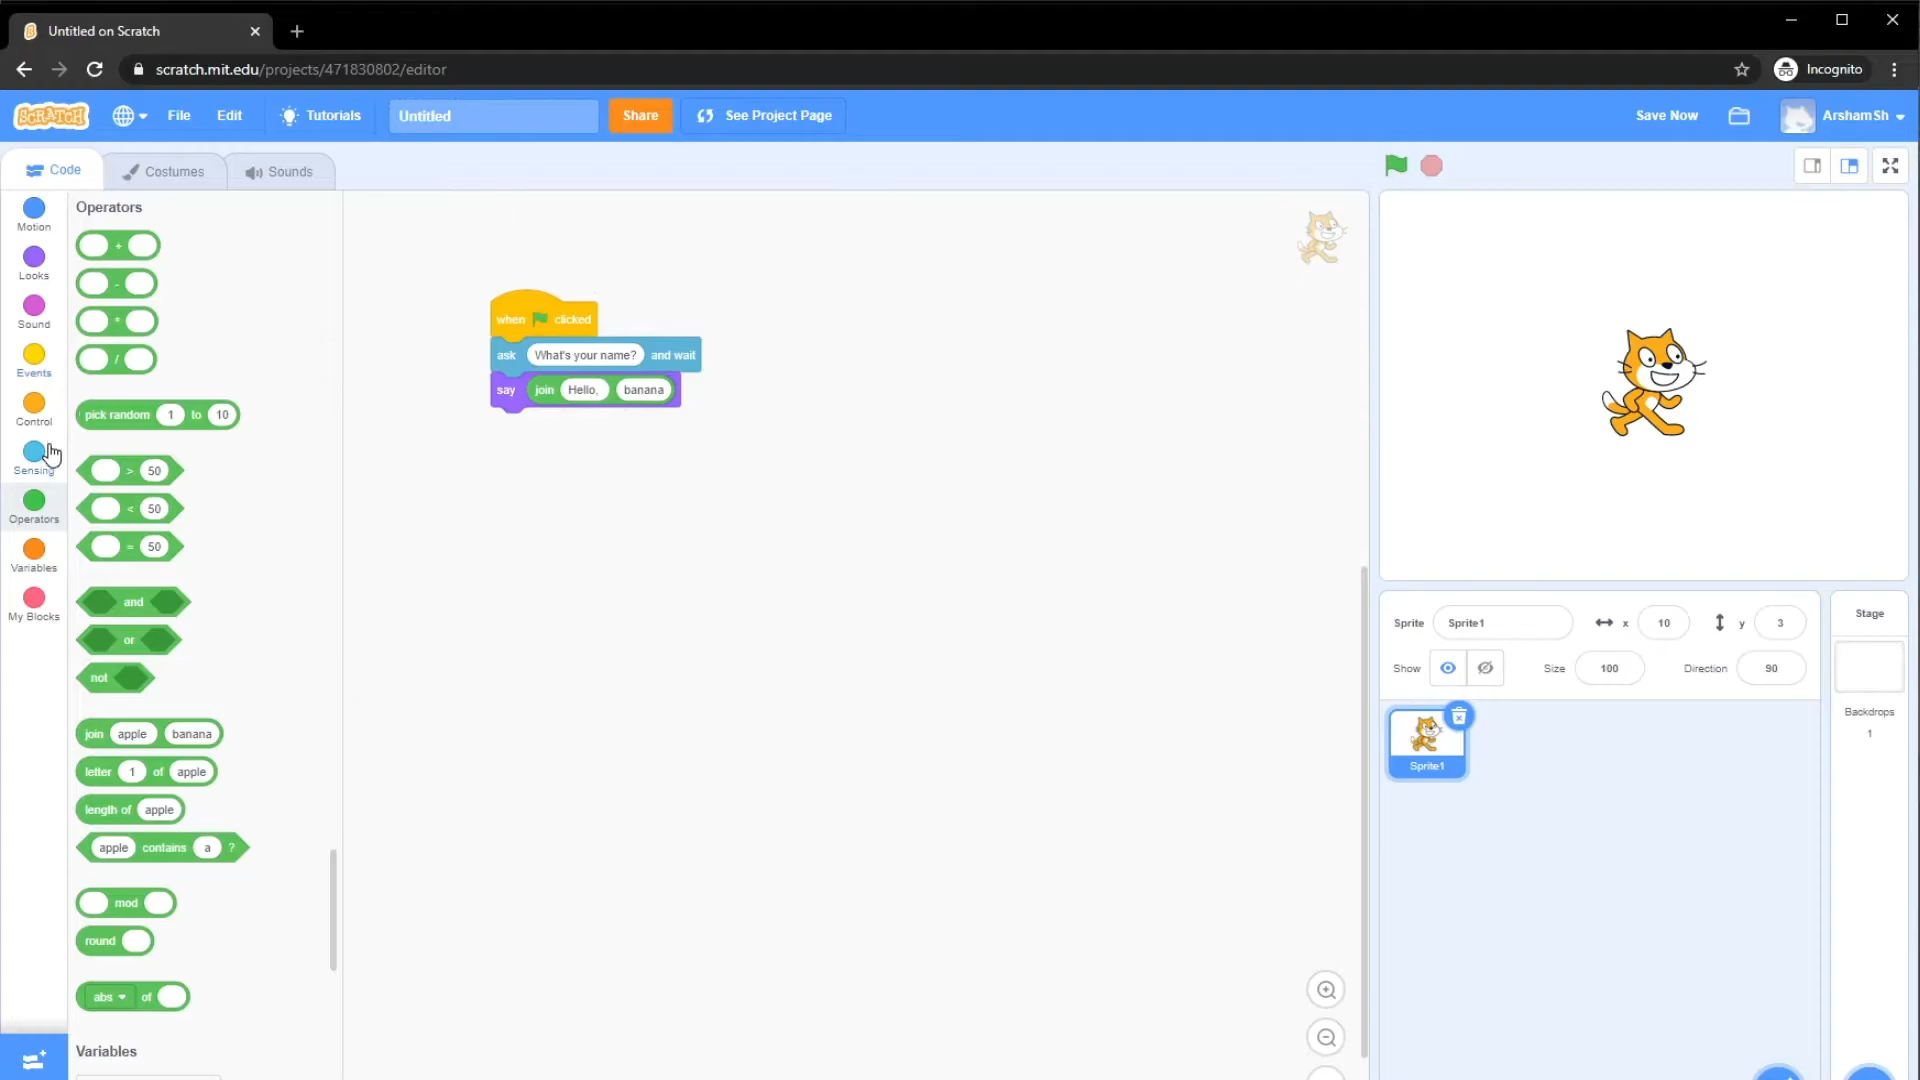 Untitled on Scratch
scratch.mit.edu/projects/471830802/editor
Incognito
SCRATCH
File
Edit
Tutorials
Untitled
Share
See Project Page
Save Now
ArshamSh
Code
Costumes
Sounds
Motion
Looks
Sound
Events
Control
Sensing
Operators
Variables
My Blocks
Operators
+
-
*
/
pick random 1 to 10
> 50
< 50
= 50
and
or
not
join apple banana
letter 1 of apple
length of apple
apple contains a ?
mod
round
abs of
Variables
when clicked
ask What's your name? and wait
say join Hello, banana
Sprite Sprite1 x 10 y 3
Show Size 100 Direction 90
Sprite1
Stage
Backdrops
1